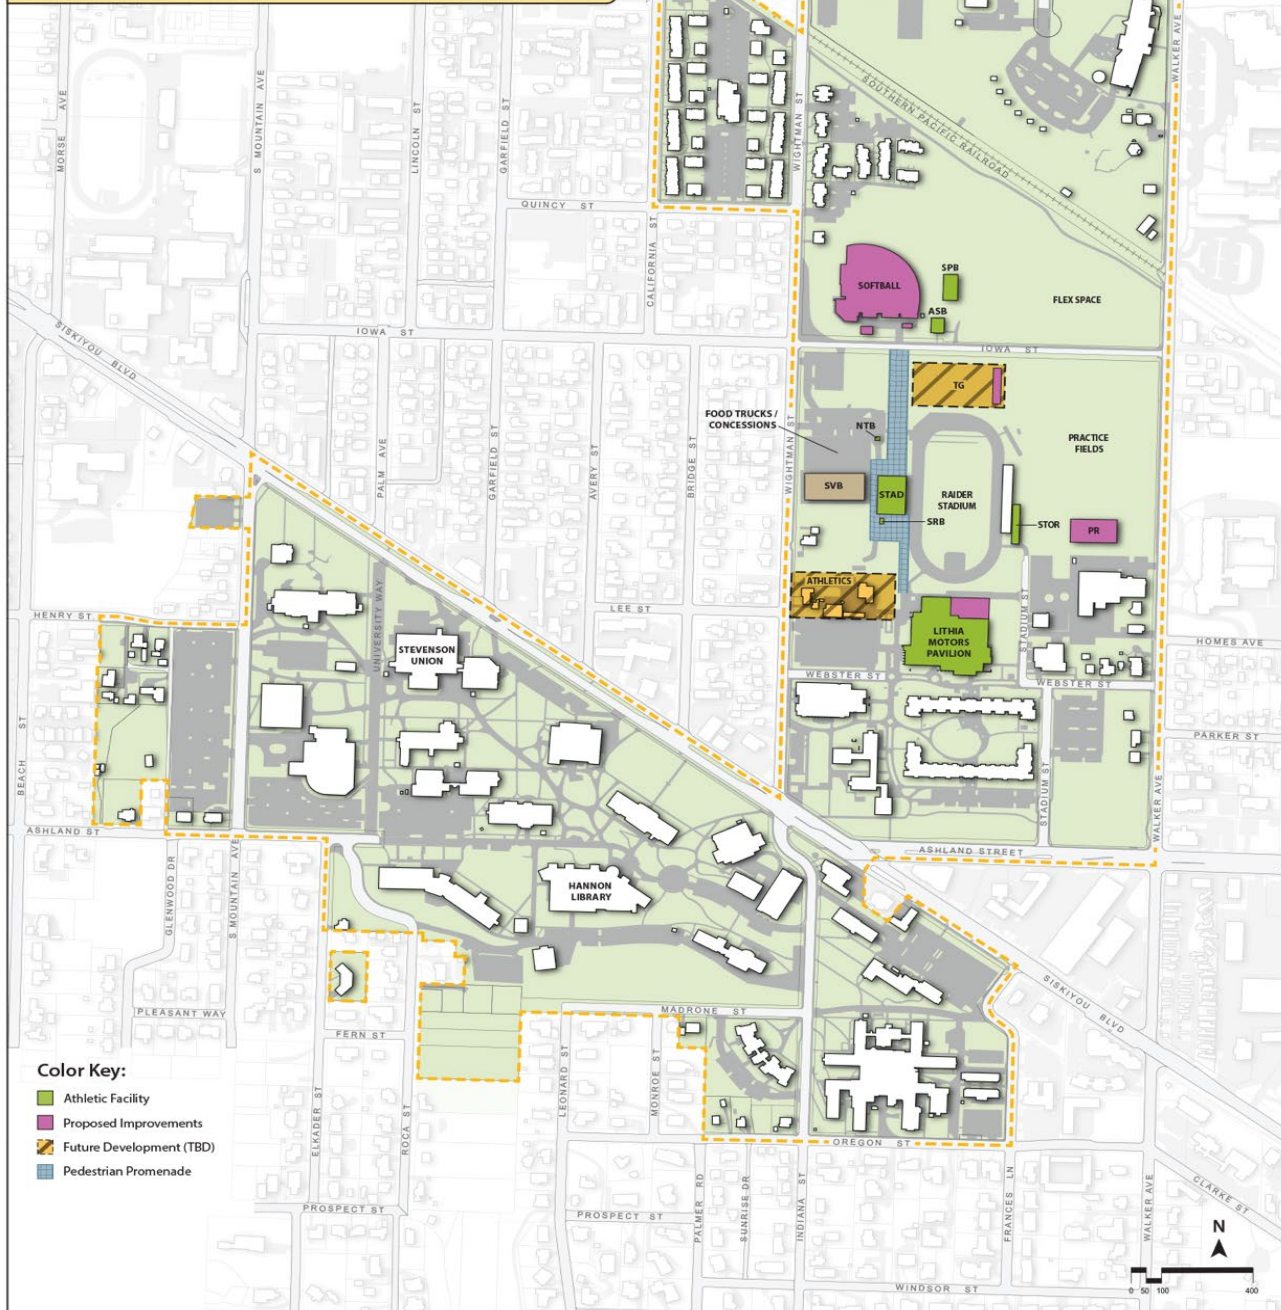 WALKER AVE
SOUTHERN PACIFIC RAILROAD
MORSE AVE
S MOUNTAIN AVE
LINCOLN ST
GARFIELD ST
WIGHTMAN ST
QUINCY ST
CALIFORNIA ST
SOFTBALL
SPB
ASB
FLEX SPACE
SISKIYOU BLVD
IOWA ST
IOWA ST
TG
FOOD TRUCKS /
CONCESSIONS
NTB
PRACTICE
FIELDS
PALM AVE
GARFIELD ST
AVERY ST
BRIDGE ST
WIGHTMAN ST
SVB
STAD
RAIDER
STADIUM
SRB
STOR
PR
ATHLETICS
HENRY ST
LEE ST
UNIVERSITY WAY
STEVENSON
UNION
LITHIA
MOTORS
PAVILION
STADIUM ST
HOMES AVE
WEBSTER ST
WEBSTER ST
PARKER ST
BEACH ST
STADIUM ST
WALKER AVE
ASHLAND ST
ASHLAND STREET
GLENWOOD DR
S MOUNTAIN AVE
HANNON
LIBRARY
SISKIYOU BLVD
PLEASANT WAY
MADRONE ST
FERN ST
Color Key:
Athletic Facility
Proposed Improvements
Future Development (TBD)
Pedestrian Promenade
ELKADER ST
ROCA ST
LEONARD ST
MONROE ST
OREGON ST
PROSPECT ST
PROSPECT ST
PALMER RD
SUNRISE DR
INDIANA ST
FRANCES LN
WALKER AVE
CLARKE ST
WINDSOR ST
N
0 50 100 400